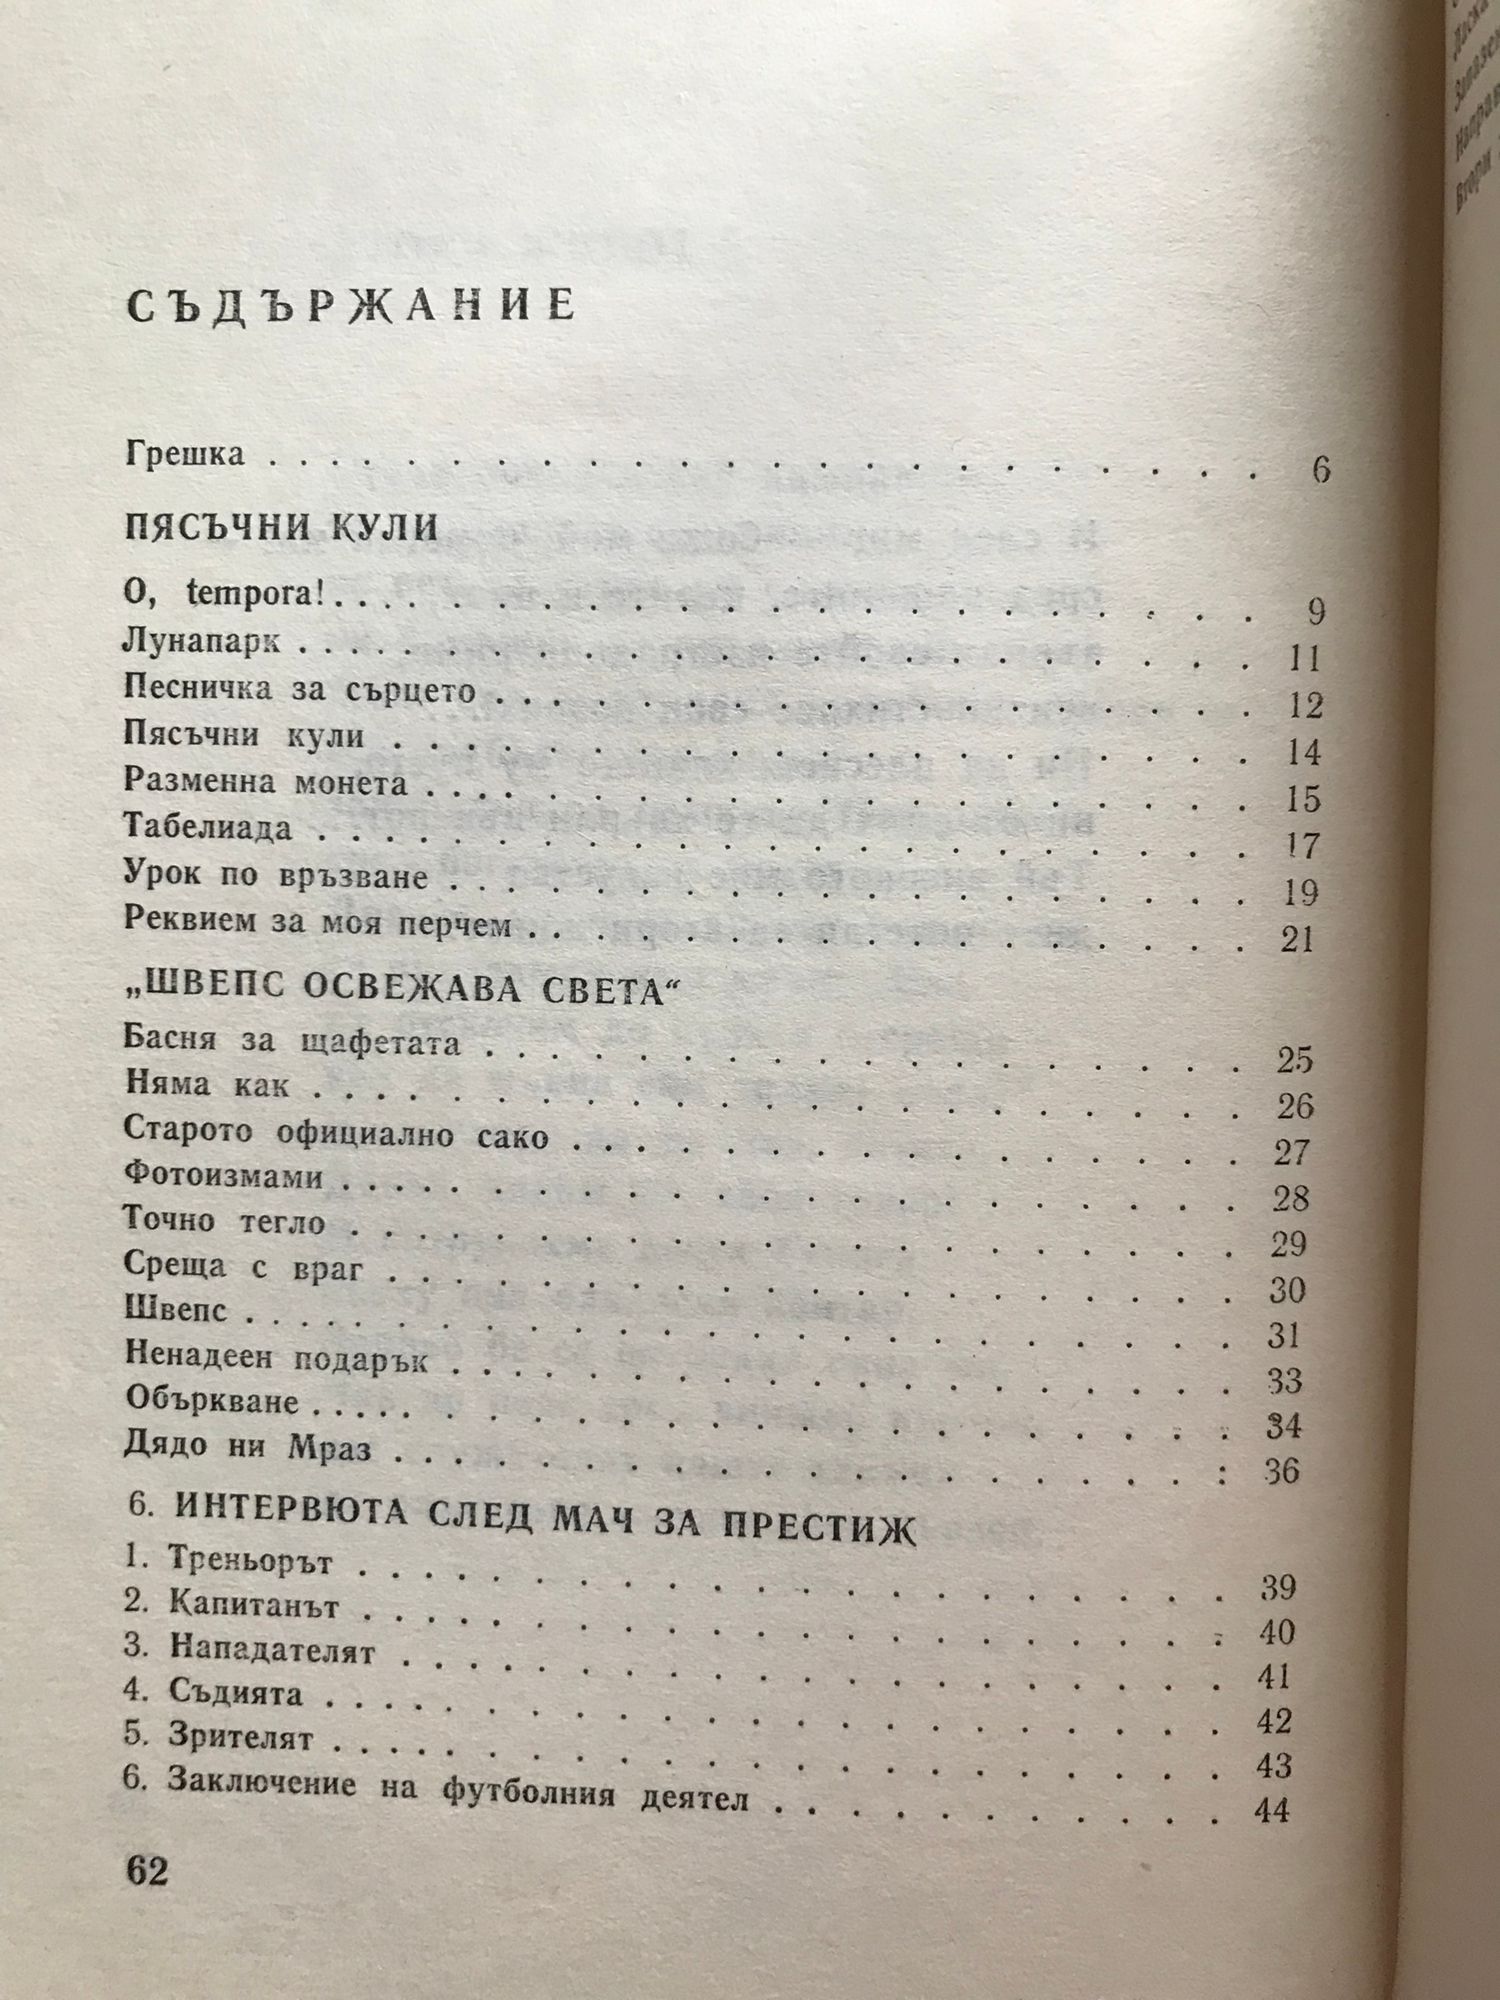 СЪДЪРЖАНИЕ
Грешка . . . . . . . . . . . . . . . . . . . . . . . . 6
ПЯСЪЧНИ КУЛИ
О, tempora! . . . . . . . . . . . . . . . . . . . . . . 9
Лунапарк . . . . . . . . . . . . . . . . . . . . . . . 11
Песничка за сърцето . . . . . . . . . . . . . . . . . . 12
Пясъчни кули . . . . . . . . . . . . . . . . . . . . . 14
Разменна монета . . . . . . . . . . . . . . . . . . . . 15
Табелиада . . . . . . . . . . . . . . . . . . . . . . . 17
Урок по връзване . . . . . . . . . . . . . . . . . . . 19
Реквием за моя перчем . . . . . . . . . . . . . . . . . 21
„ШВЕПС ОСВЕЖАВА СВЕТА“
Басня за щафетата . . . . . . . . . . . . . . . . . . . 25
Няма как . . . . . . . . . . . . . . . . . . . . . . . 26
Старото официално сако . . . . . . . . . . . . . . . . 27
Фотоизмами . . . . . . . . . . . . . . . . . . . . . . 28
Точно тегло . . . . . . . . . . . . . . . . . . . . . . 29
Среща с враг . . . . . . . . . . . . . . . . . . . . . 30
Швепс . . . . . . . . . . . . . . . . . . . . . . . . . 31
Ненадеен подарък . . . . . . . . . . . . . . . . . . . 33
Объркване . . . . . . . . . . . . . . . . . . . . . . . 34
Дядо ни Мраз . . . . . . . . . . . . . . . . . . . . . 36
6. ИНТЕРВЮТА СЛЕД МАЧ ЗА ПРЕСТИЖ
1. Треньорът . . . . . . . . . . . . . . . . . . . . . 39
2. Капитанът . . . . . . . . . . . . . . . . . . . . . 40
3. Нападателят . . . . . . . . . . . . . . . . . . . . 41
4. Съдията . . . . . . . . . . . . . . . . . . . . . . 42
5. Зрителят . . . . . . . . . . . . . . . . . . . . . . 43
6. Заключение на футболния деятел . . . . . . . . . . . 44
62
Втори